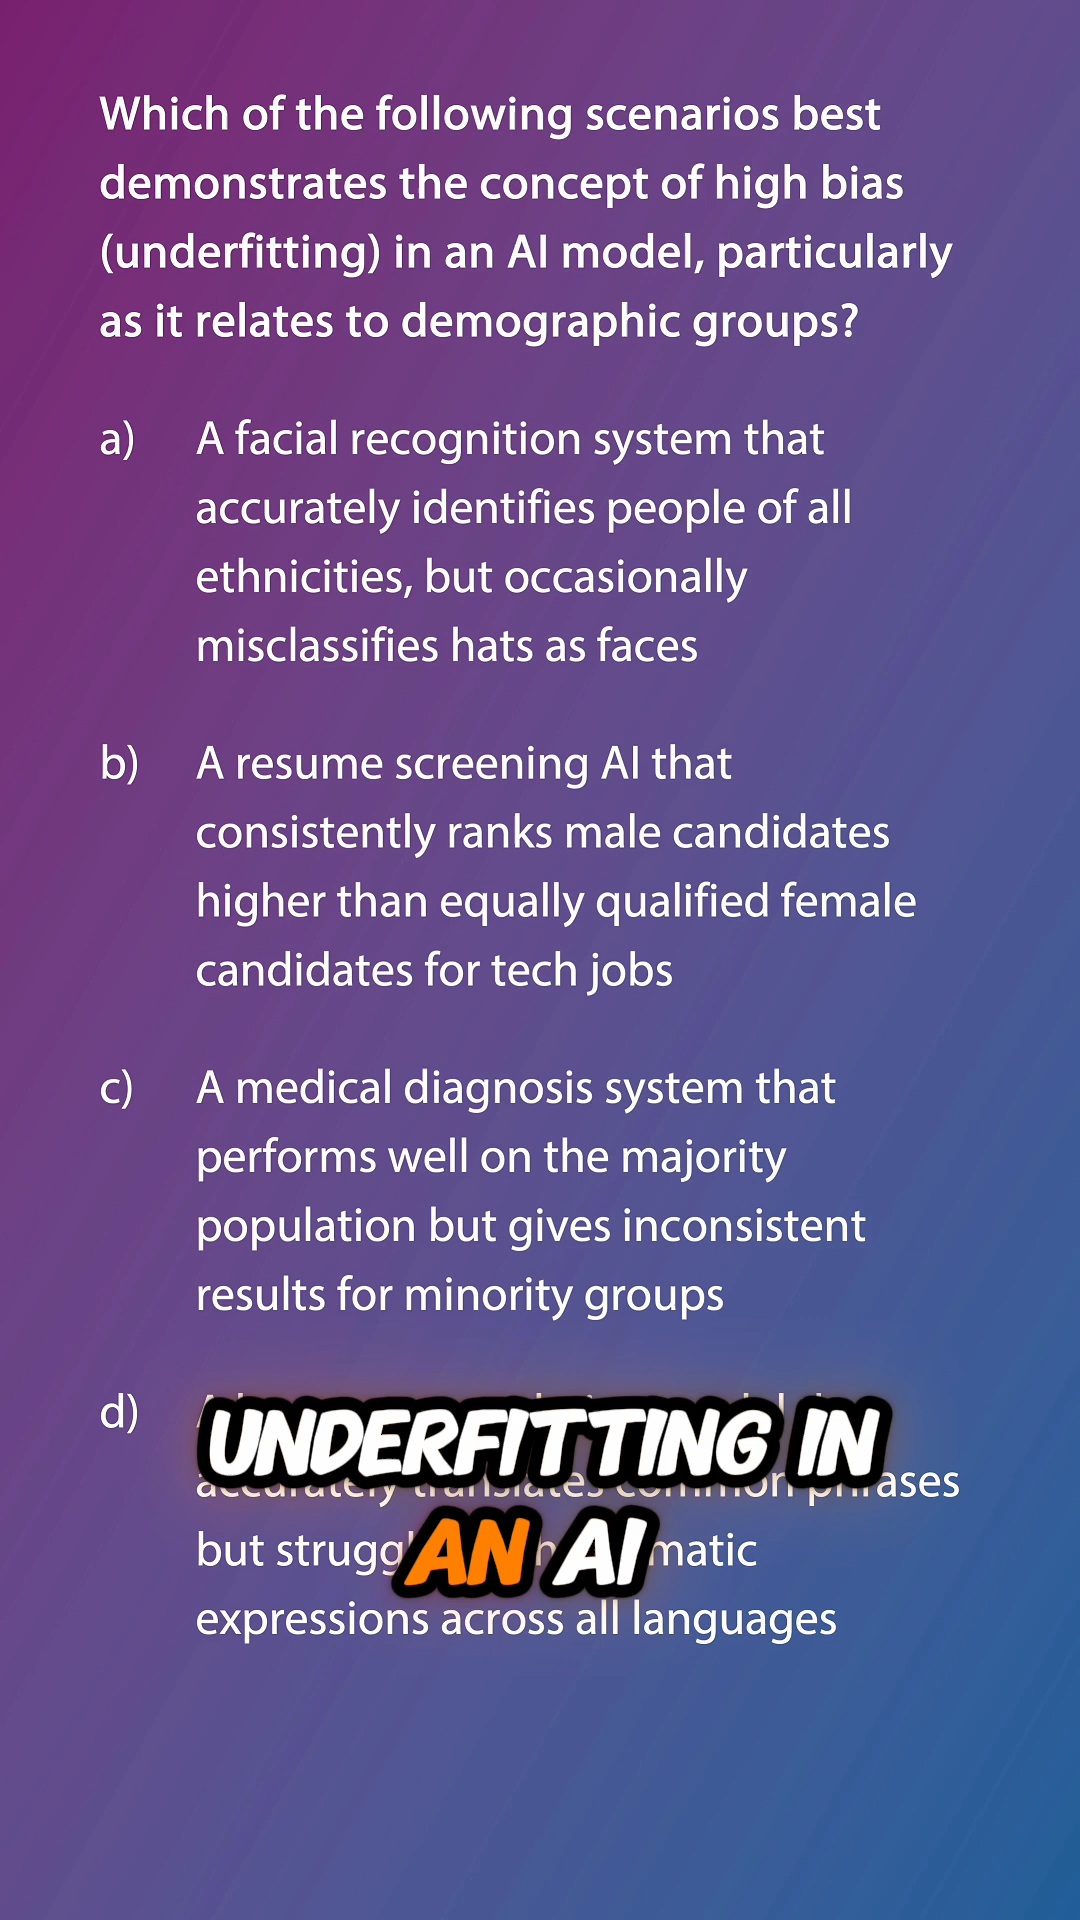 Which of the following scenarios best
demonstrates the concept of high bias
(underfitting) in an AI model, particularly
as it relates to demographic groups?
a) A facial recognition system that
accurately identifies people of all
ethnicities, but occasionally
misclassifies hats as faces
b) A resume screening AI that
consistently ranks male candidates
higher than equally qualified female
candidates for tech jobs
c) A medical diagnosis system that
performs well on the majority
population but gives inconsistent
results for minority groups
d)
accurately translates common phrases
but
expressions across all languages
UNDERFITTING IN
AN AI